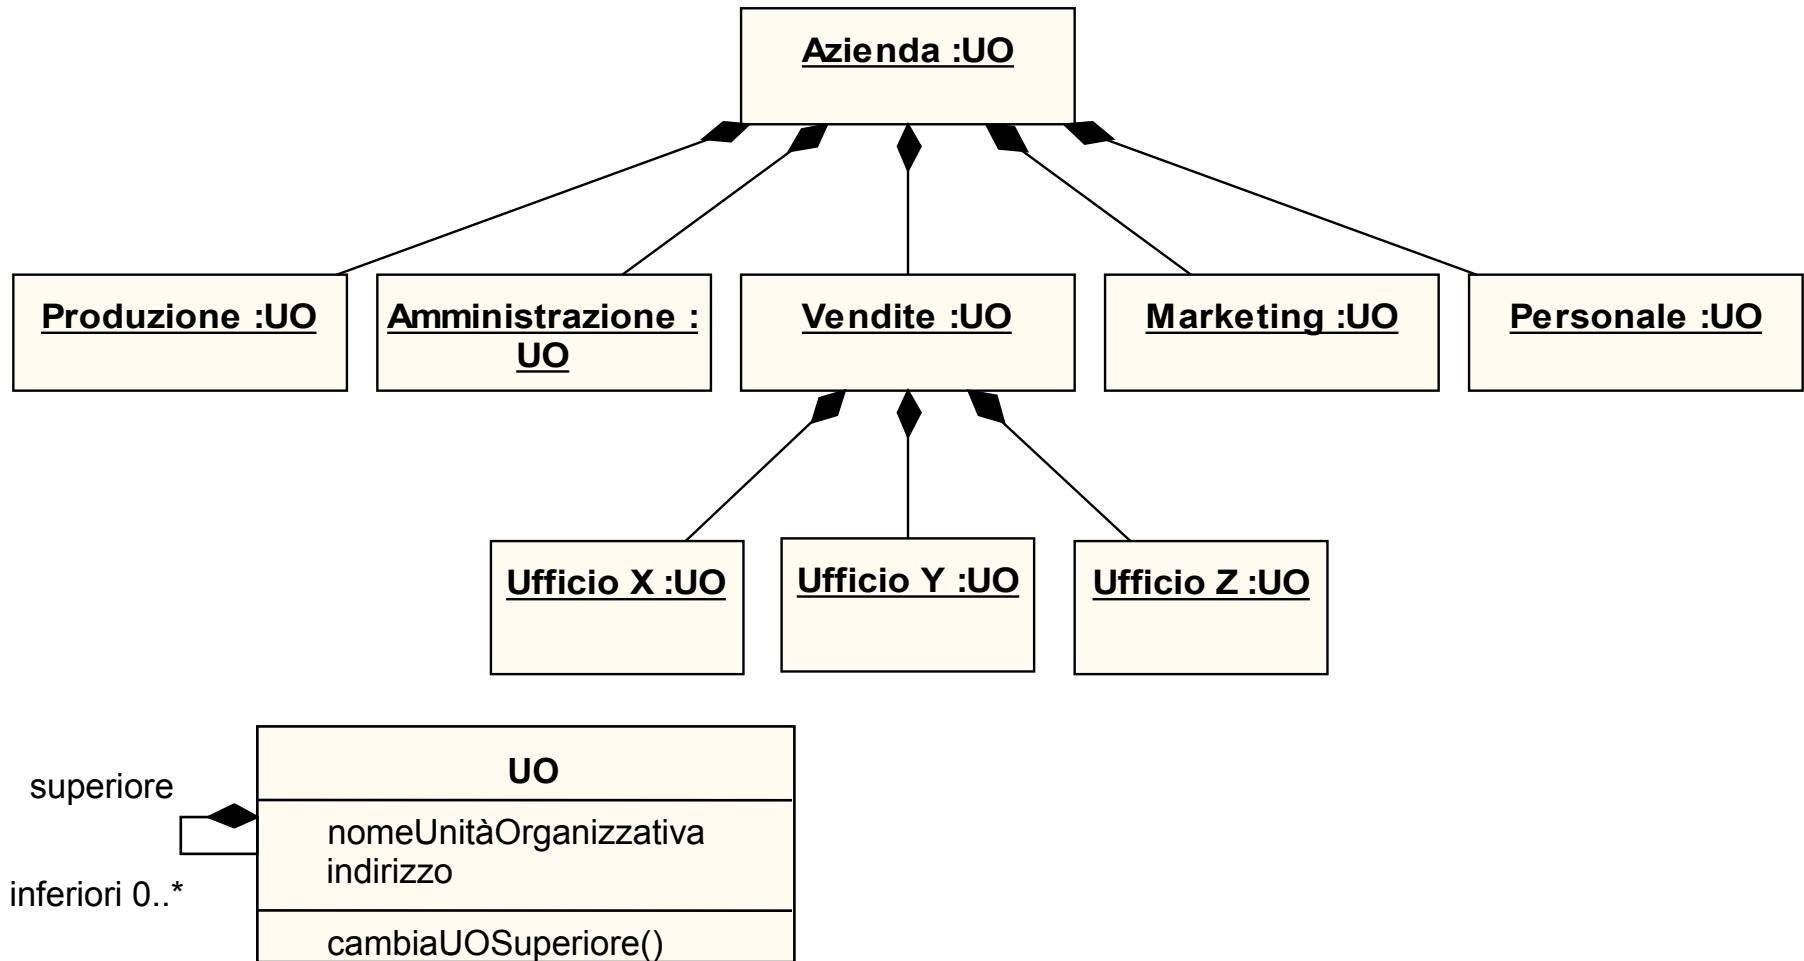 Azienda :UO
Produzione :UO
Amministrazione :
UO
Vendite :UO
Marketing :UO
Personale :UO
Ufficio X :UO
Ufficio Y :UO
Ufficio Z :UO
superiore
inferiori 0..*
UO
nomeUnitàOrganizzativa
indirizzo
cambiaUOSuperiore()